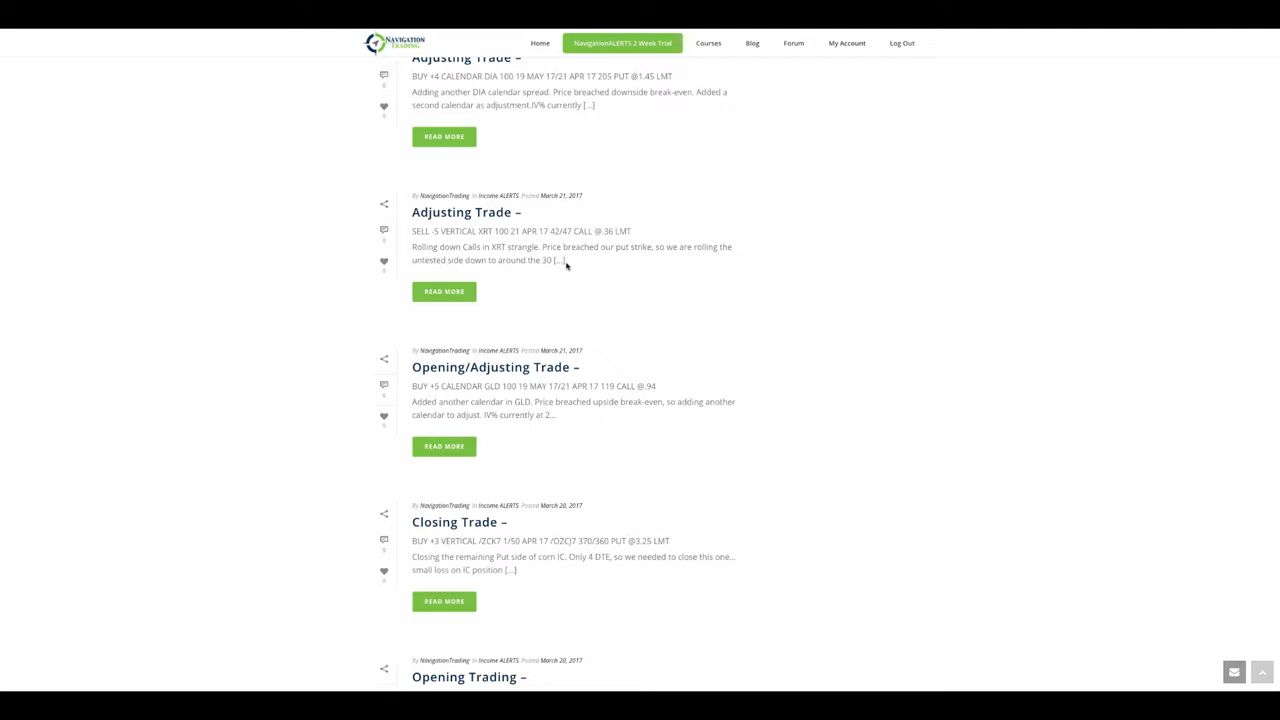 NAVIGATION
TRADING
Home
NavigationALERTS 2 Week Trial
Courses
Blog
Forum
My Account
Log Out
Adjusting Trade –
BUY +4 CALENDAR DIA 100 19 MAY 17/21 APR 17 205 PUT @1.45 LMT
Adding another DIA calendar spread. Price breached downside break-even. Added a
second calendar as adjustment.IV% currently [...]
0
0
READ MORE
By NavigationTrading In Income ALERTS Posted March 21, 2017
Adjusting Trade –
SELL -5 VERTICAL XRT 100 21 APR 17 42/47 CALL @.36 LMT
Rolling down Calls in XRT strangle. Price breached our put strike, so we are rolling the
untested side down to around the 30 [...]
0
0
READ MORE
By NavigationTrading In Income ALERTS Posted March 21, 2017
Opening/Adjusting Trade –
BUY +5 CALENDAR GLD 100 19 MAY 17/21 APR 17 119 CALL @.94
Added another calendar in GLD. Price breached upside break-even, so adding another
calendar to adjust. IV% currently at 2...
0
0
READ MORE
By NavigationTrading In Income ALERTS Posted March 20, 2017
Closing Trade –
BUY +3 VERTICAL /ZCK7 1/50 APR 17 /OZCJ7 370/360 PUT @3.25 LMT
Closing the remaining Put side of corn IC. Only 4 DTE, so we needed to close this one...
small loss on IC position [...]
0
0
READ MORE
By NavigationTrading In Income ALERTS Posted March 20, 2017
Opening Trading –